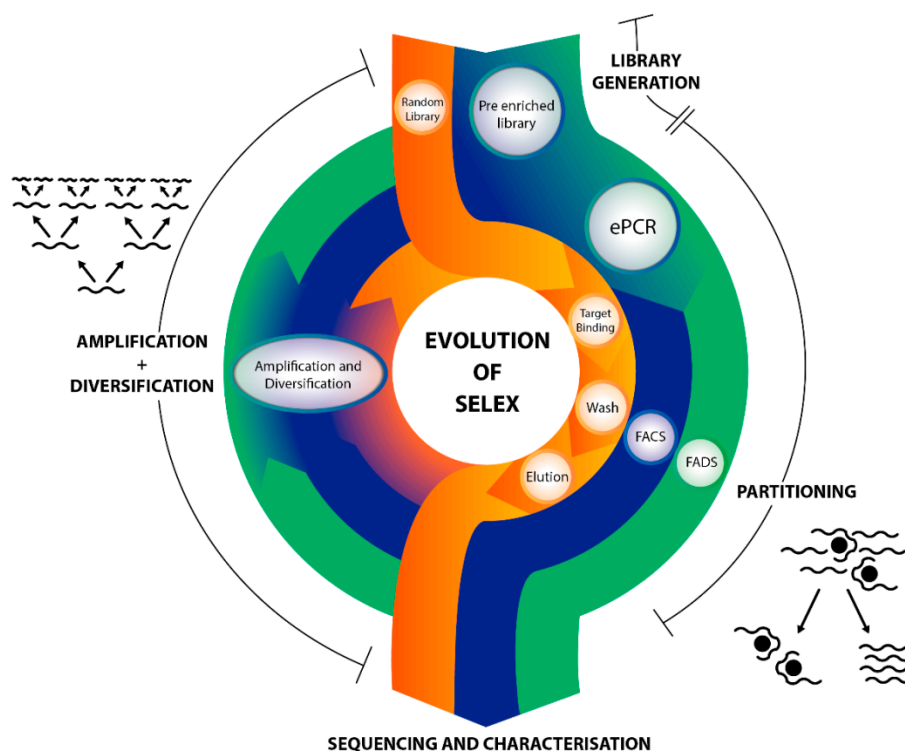 LIBRARY
GENERATION
Random
Library
Pre enriched
library
ePCR
Target
Binding
EVOLUTION
OF
SELEX
AMPLIFICATION
+
DIVERSIFICATION
Amplification and
Diversification
Wash
FACS
FADS
Elution
PARTITIONING
SEQUENCING AND CHARACTERISATION